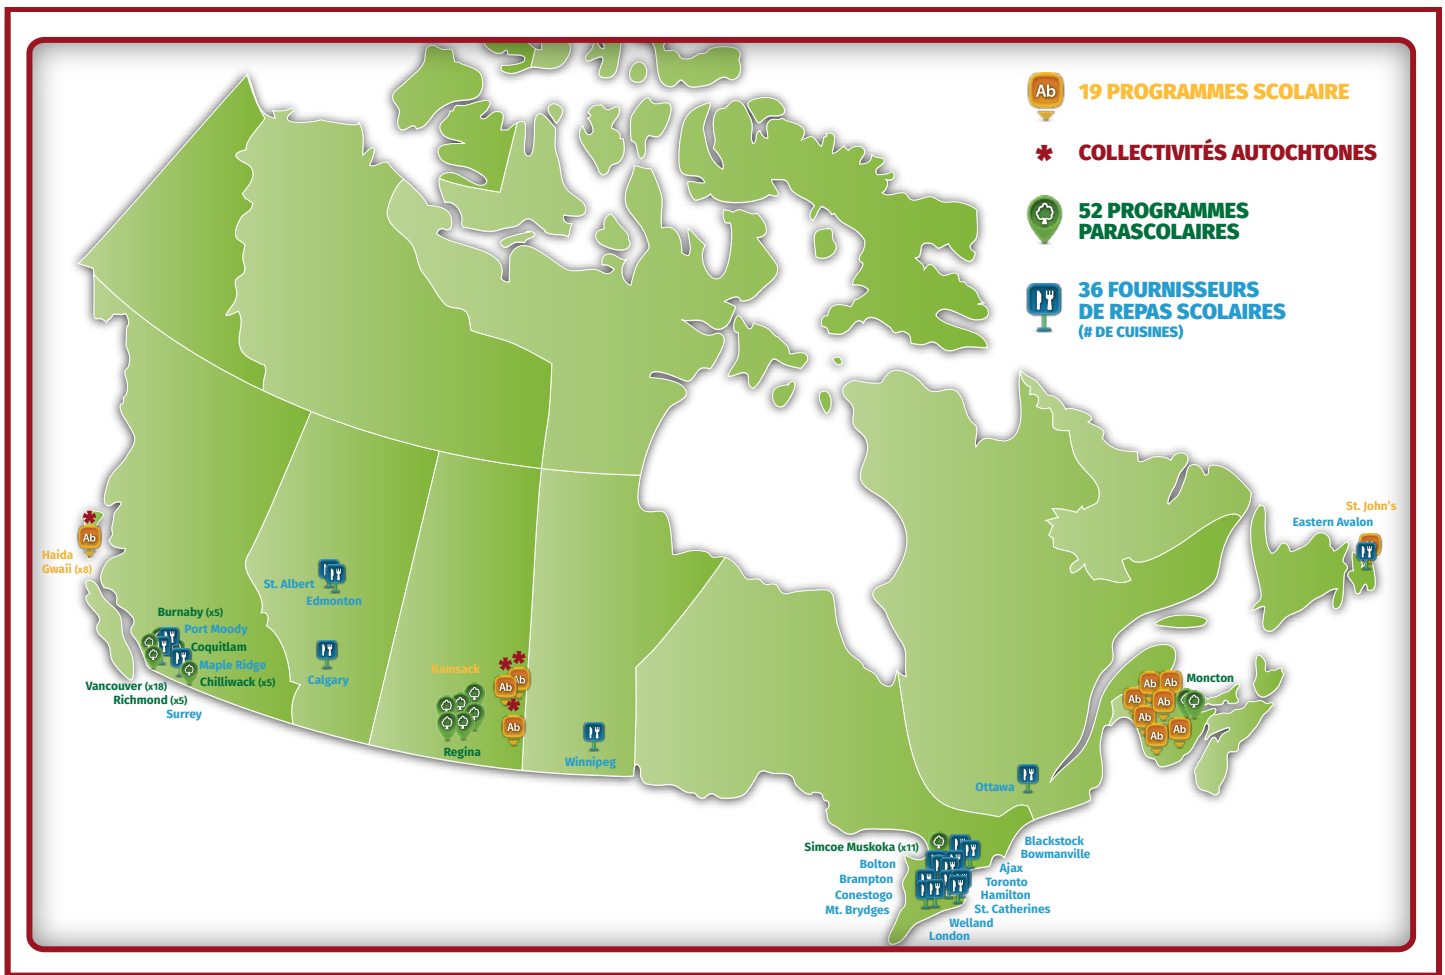 Ab
19 PROGRAMMES SCOLAIRE
* COLLECTIVITÉS AUTOCHTONES
52 PROGRAMMES
PARASCOLAIRES
36 FOURNISSEURS
DE REPAS SCOLAIRES
(# DE CUISINES)
St. John's
Eastern Avalon
*
Ab
Haida
Gwaii (x8)
St. Albert
Edmonton
Calgary
Burnaby (x5)
Port Moody
Coquitlam
Maple Ridge
Chilliwack (x5)
Vancouver (x18)
Richmond (x5)
Surrey
Kamsack
* *
Ab Ab
*
Ab
Regina
Winnipeg
Moncton
Ab Ab
Ab Ab
Ab
Ab Ab
Ottawa
Simcoe Muskoka (x11)
Bolton
Brampton
Conestogo
Mt. Brydges
Blackstock
Bowmanville
Ajax
Toronto
Hamilton
St. Catherines
Welland
London